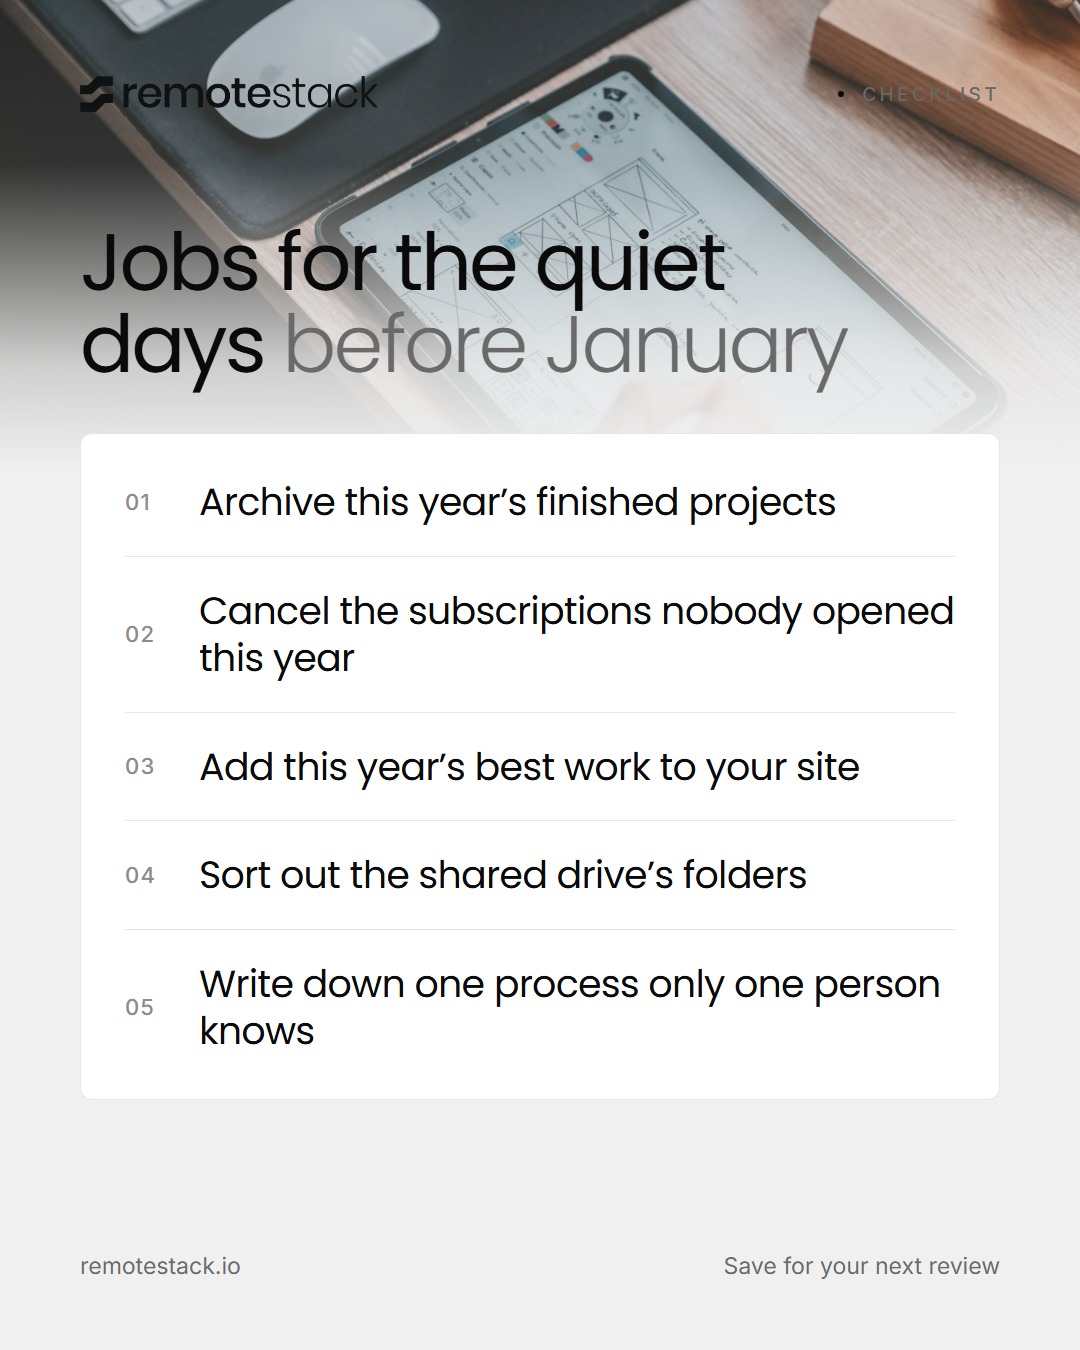 remotestack
CHECKLIST
Jobs for the quiet
days before January
01 Archive this year’s finished projects
02 Cancel the subscriptions nobody opened
this year
03 Add this year’s best work to your site
04 Sort out the shared drive’s folders
05 Write down one process only one person
knows
remotestack.io
Save for your next review